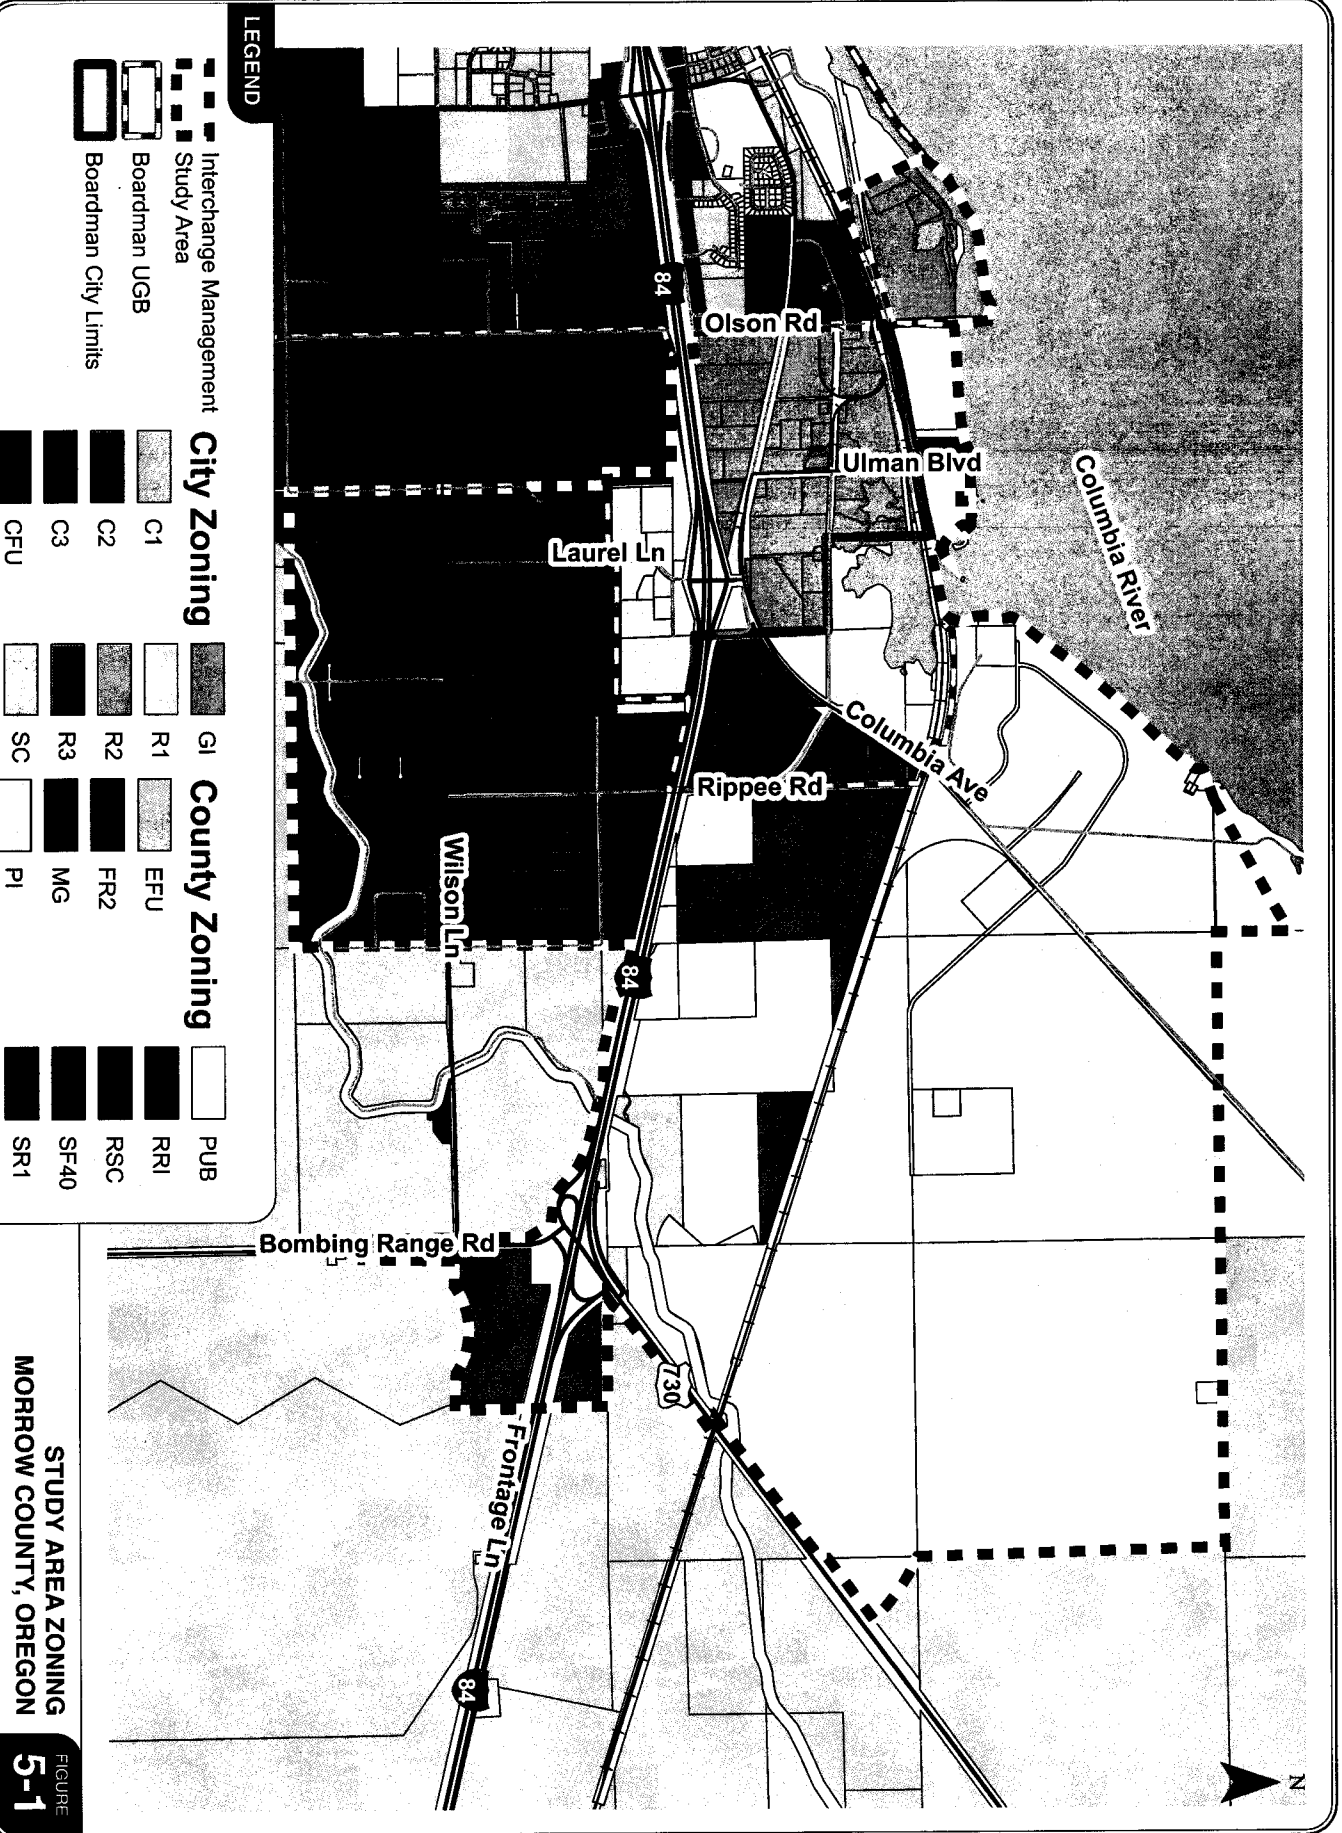 Columbia River
Olson Rd
Ulman Blvd
Laurel Ln
Columbia Ave
Rippee Rd
Wilson Ln
Bombing Range Rd
Frontage Ln
84
84
84
730
N
LEGEND
Interchange Management
Study Area
Boardman UGB
Boardman City Limits
City Zoning
C1
C2
C3
CFU
GI
R1
R2
R3
SC
County Zoning
EFU
FR2
MG
PI
PUB
RRI
RSC
SF40
SR1
STUDY AREA ZONING
MORROW COUNTY, OREGON
FIGURE
5-1